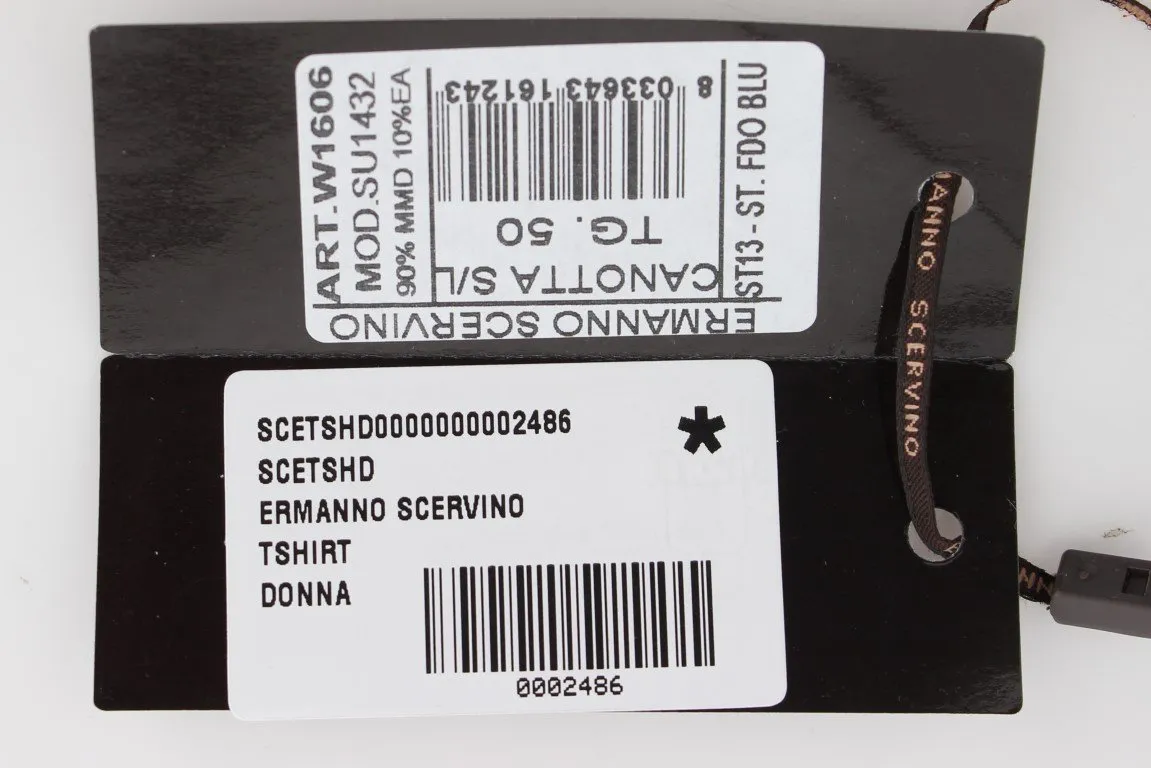 ERMANNO SCERVINO
CANOTTA S/L
TG. 50
8 033643 161243
ART.W1606
MOD.SU1432
90% MMD 10%EA
ST13 - ST. FDO BLU
ANNO SCERVINO
SCETSHD0000000002486
SCETSHD
ERMANNO SCERVINO
TSHIRT
DONNA
*
0002486